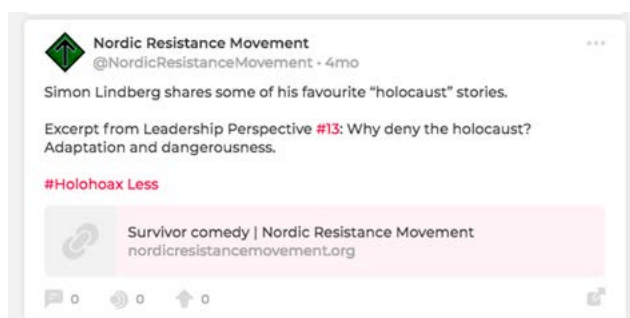 Nordic Resistance Movement
@NordicResistanceMovement • 4mo
Simon Lindberg shares some of his favourite “holocaust” stories.
Excerpt from Leadership Perspective #13: Why deny the holocaust?
Adaptation and dangerousness.
#Holohoax Less
Survivor comedy | Nordic Resistance Movement
nordicresistancemovement.org
0 0 0